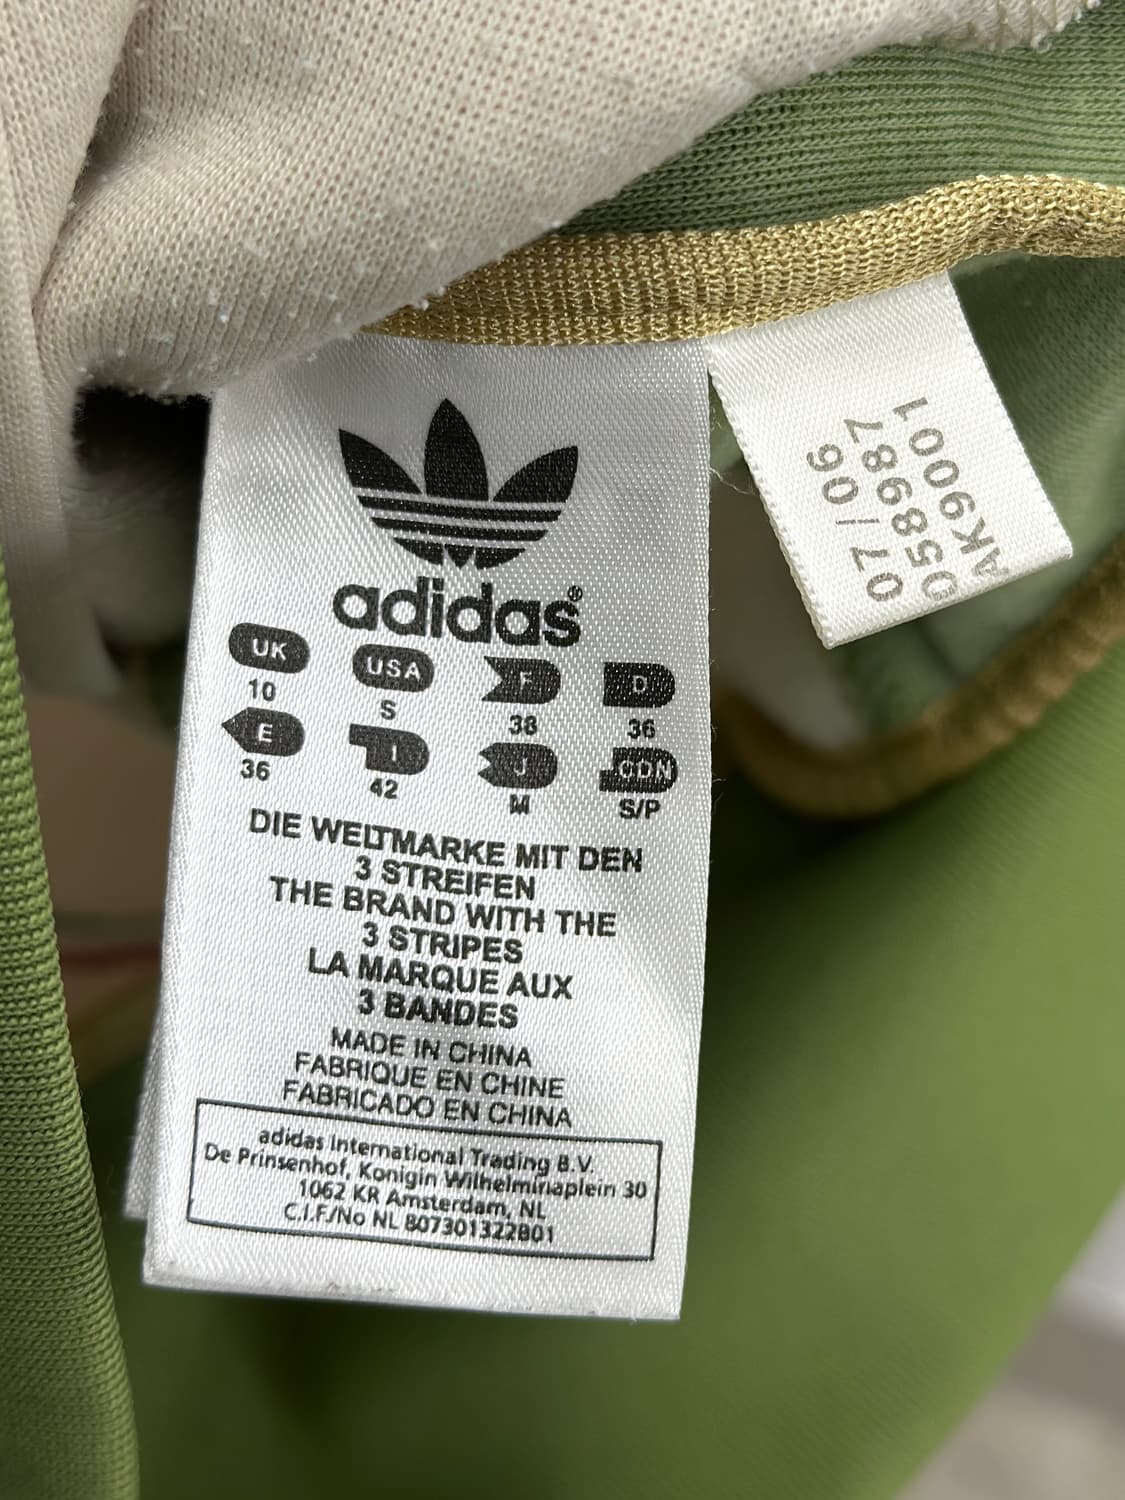 adidas®
UK USA F D
10 S 38 36
E I J CDN
36 42 M S/P
DIE WELTMARKE MIT DEN
3 STREIFEN
THE BRAND WITH THE
3 STRIPES
LA MARQUE AUX
3 BANDES
MADE IN CHINA
FABRIQUE EN CHINE
FABRICADO EN CHINA
adidas International Trading B.V.
De Prinsenhof, Konigin Wilhelminaplein 30
1062 KR Amsterdam, NL
C.I.F./No NL 807301322B01
07/06
058987
AK9001